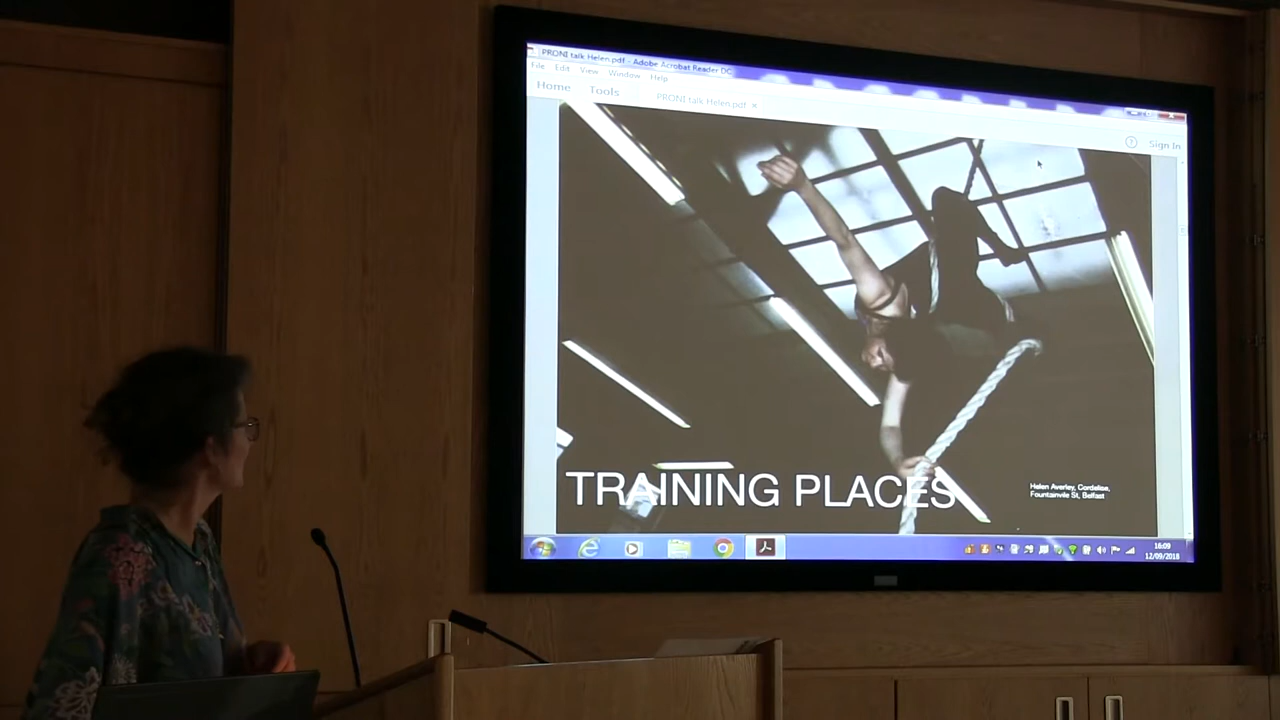 PRONI talk Helen.pdf - Adobe Acrobat Reader DC
File Edit View Window Help
Home Tools
PRONI talk Helen.pdf ×
? Sign In
TRAINING PLACES
Helen Averley, Cordelise,
Fountainville St, Belfast
16:09
12/09/2018